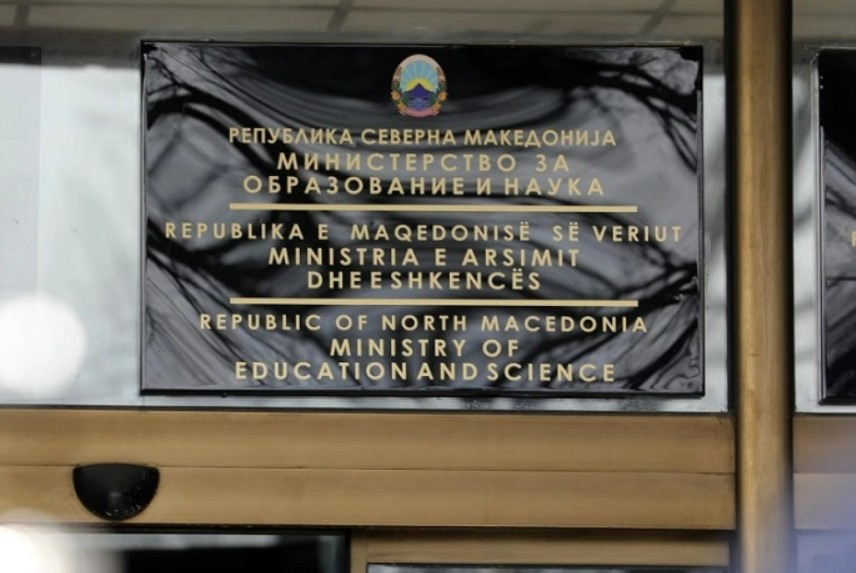 РЕПУБЛИКА СЕВЕРНА МАКЕДОНИЈА
МИНИСТЕРСТВО ЗА
ОБРАЗОВАНИЕ И НАУКА
REPUBLIKA E MAQEDONISË SË VERIUT
MINISTRIA E ARSIMIT
DHE E SHKENCËS
REPUBLIC OF NORTH MACEDONIA
MINISTRY OF
EDUCATION AND SCIENCE